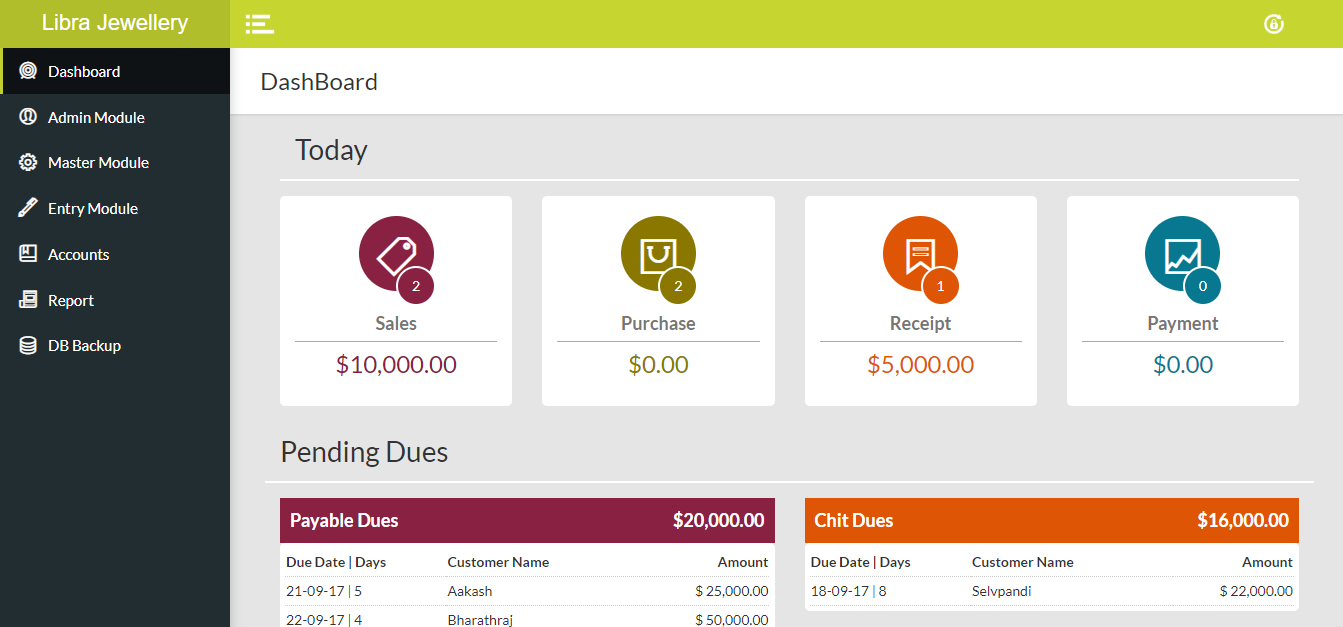 Libra Jewellery
Dashboard
Admin Module
Master Module
Entry Module
Accounts
Report
DB Backup
DashBoard
Today
2
Sales
$10,000.00
2
Purchase
$0.00
1
Receipt
$5,000.00
0
Payment
$0.00
Pending Dues
Payable Dues $20,000.00
Due Date | Days Customer Name Amount
21-09-17 | 5 Aakash $ 25,000.00
22-09-17 | 4 Bharathraj $ 50,000.00
Chit Dues $16,000.00
Due Date | Days Customer Name Amount
18-09-17 | 8 Selvpandi $ 22,000.00